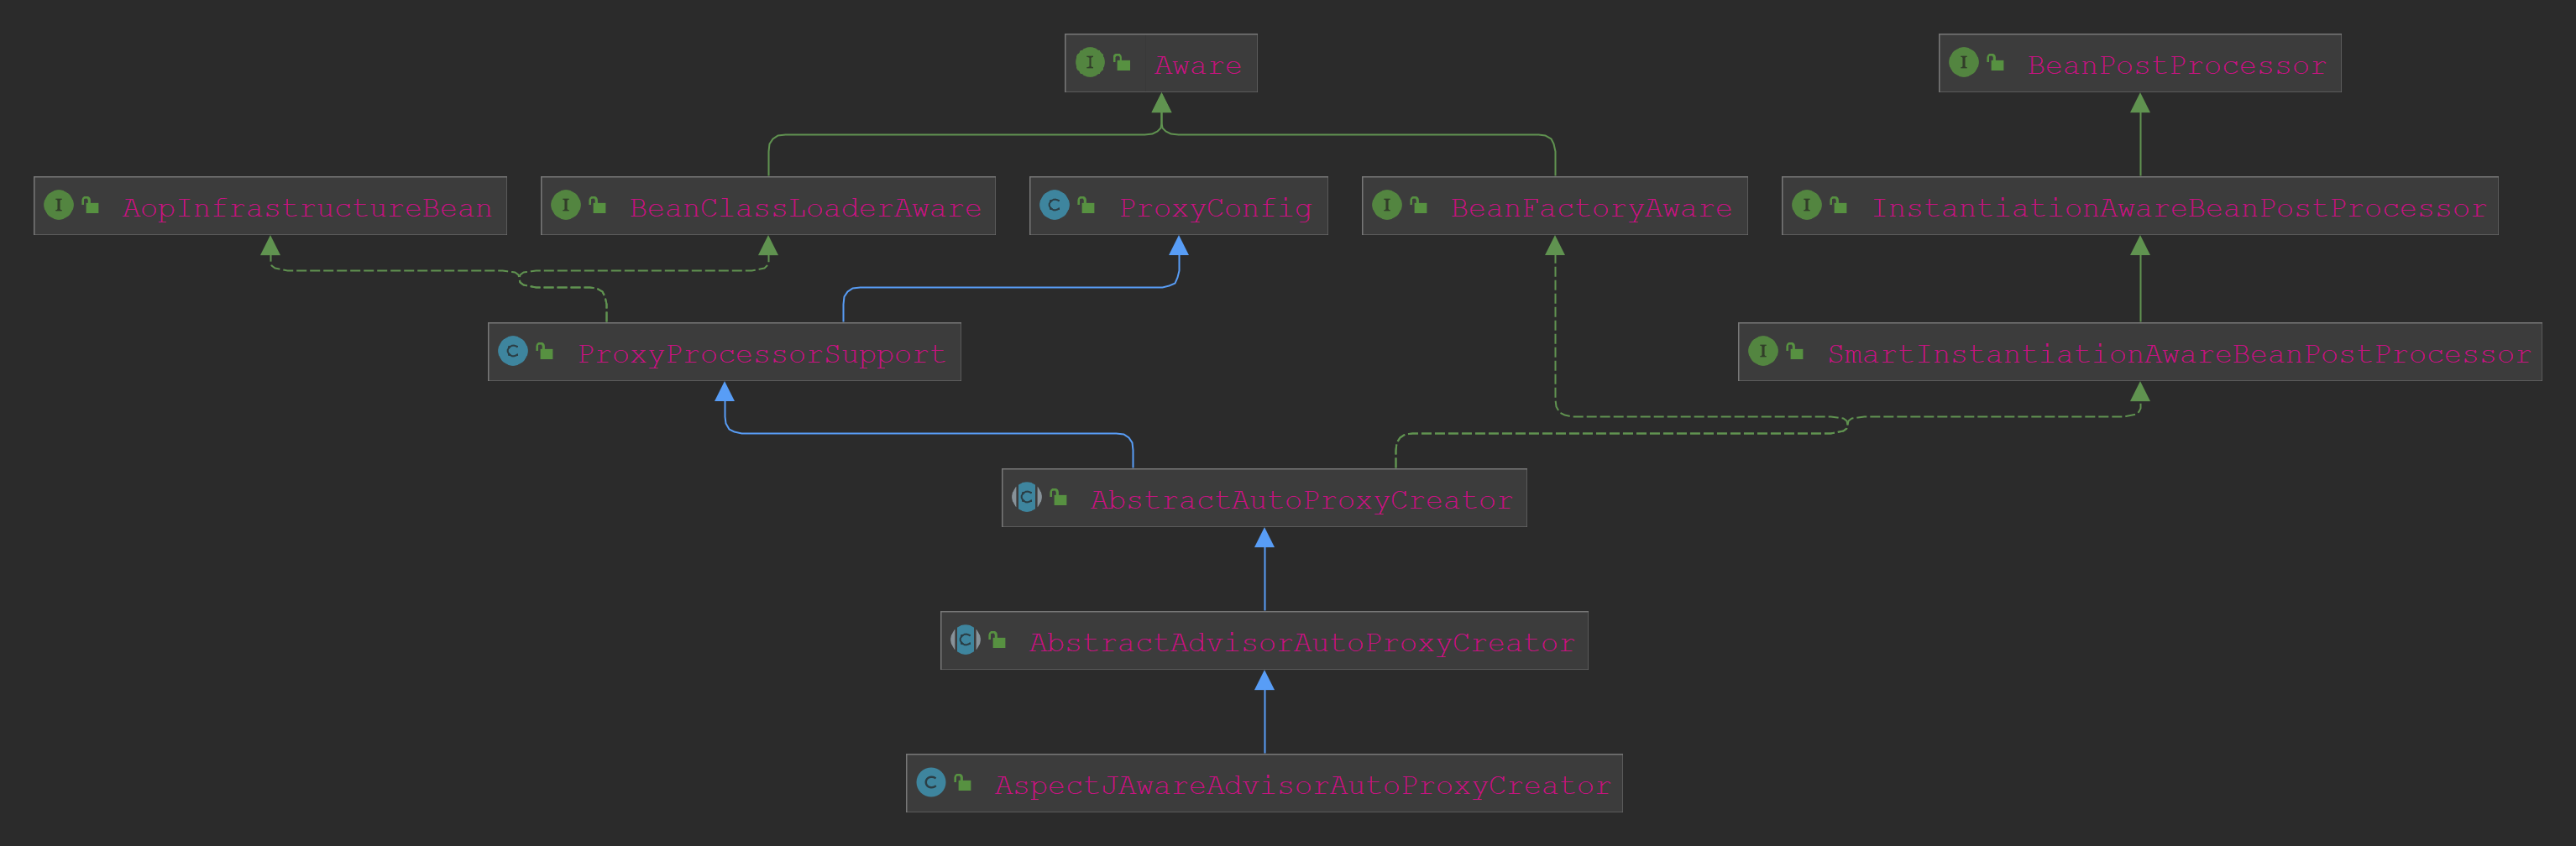 Aware
BeanPostProcessor
AopInfrastructureBean
BeanClassLoaderAware
ProxyConfig
BeanFactoryAware
InstantiationAwareBeanPostProcessor
ProxyProcessorSupport
SmartInstantiationAwareBeanPostProcessor
AbstractAutoProxyCreator
AbstractAdvisorAutoProxyCreator
AspectJAwareAdvisorAutoProxyCreator